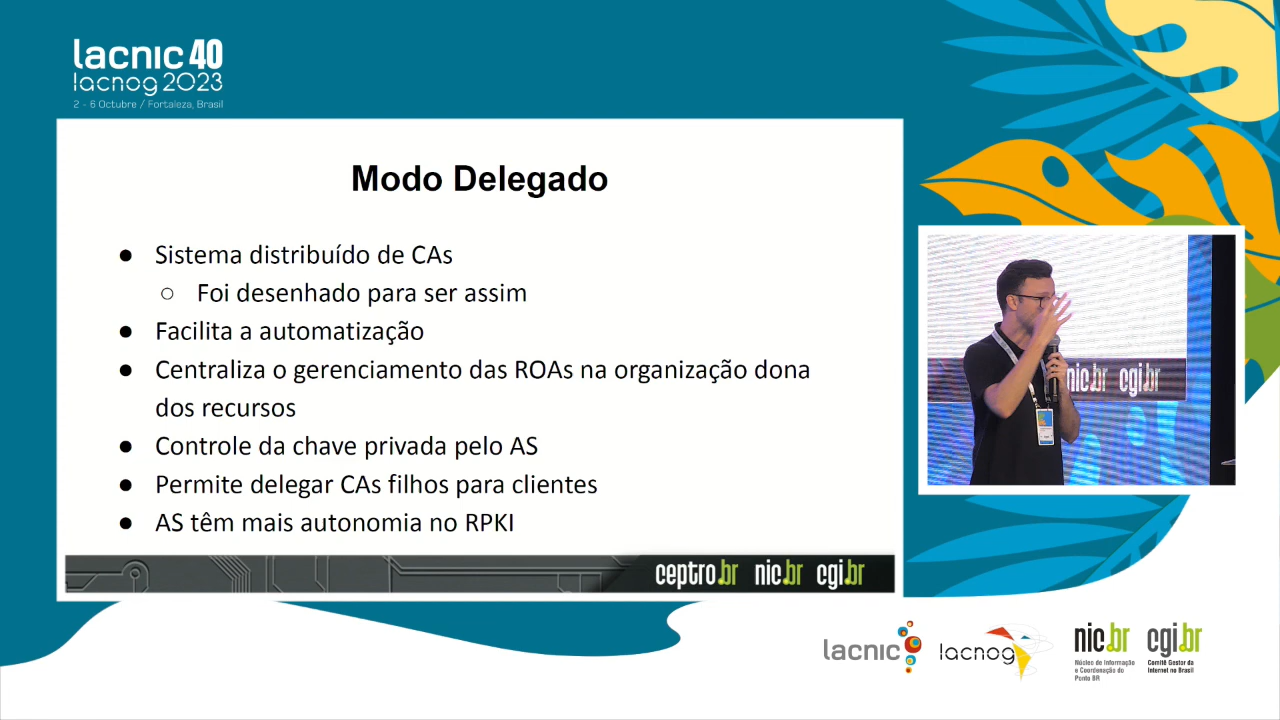 lacnic 40
lacnog 2023
2 - 6 Octubre / Fortaleza, Brasil
Modo Delegado
● Sistema distribuído de CAs
○ Foi desenhado para ser assim
● Facilita a automatização
● Centraliza o gerenciamento das ROAs na organização dona
dos recursos
● Controle da chave privada pelo AS
● Permite delegar CAs filhos para clientes
● AS têm mais autonomia no RPKI
ceptro.br nic.br cgi.br
nic.br cgi.br
lacnic lacnog nic.br cgi.br
Núcleo de Informação
e Coordenação do
Ponto BR
Comitê Gestor da
Internet no Brasil